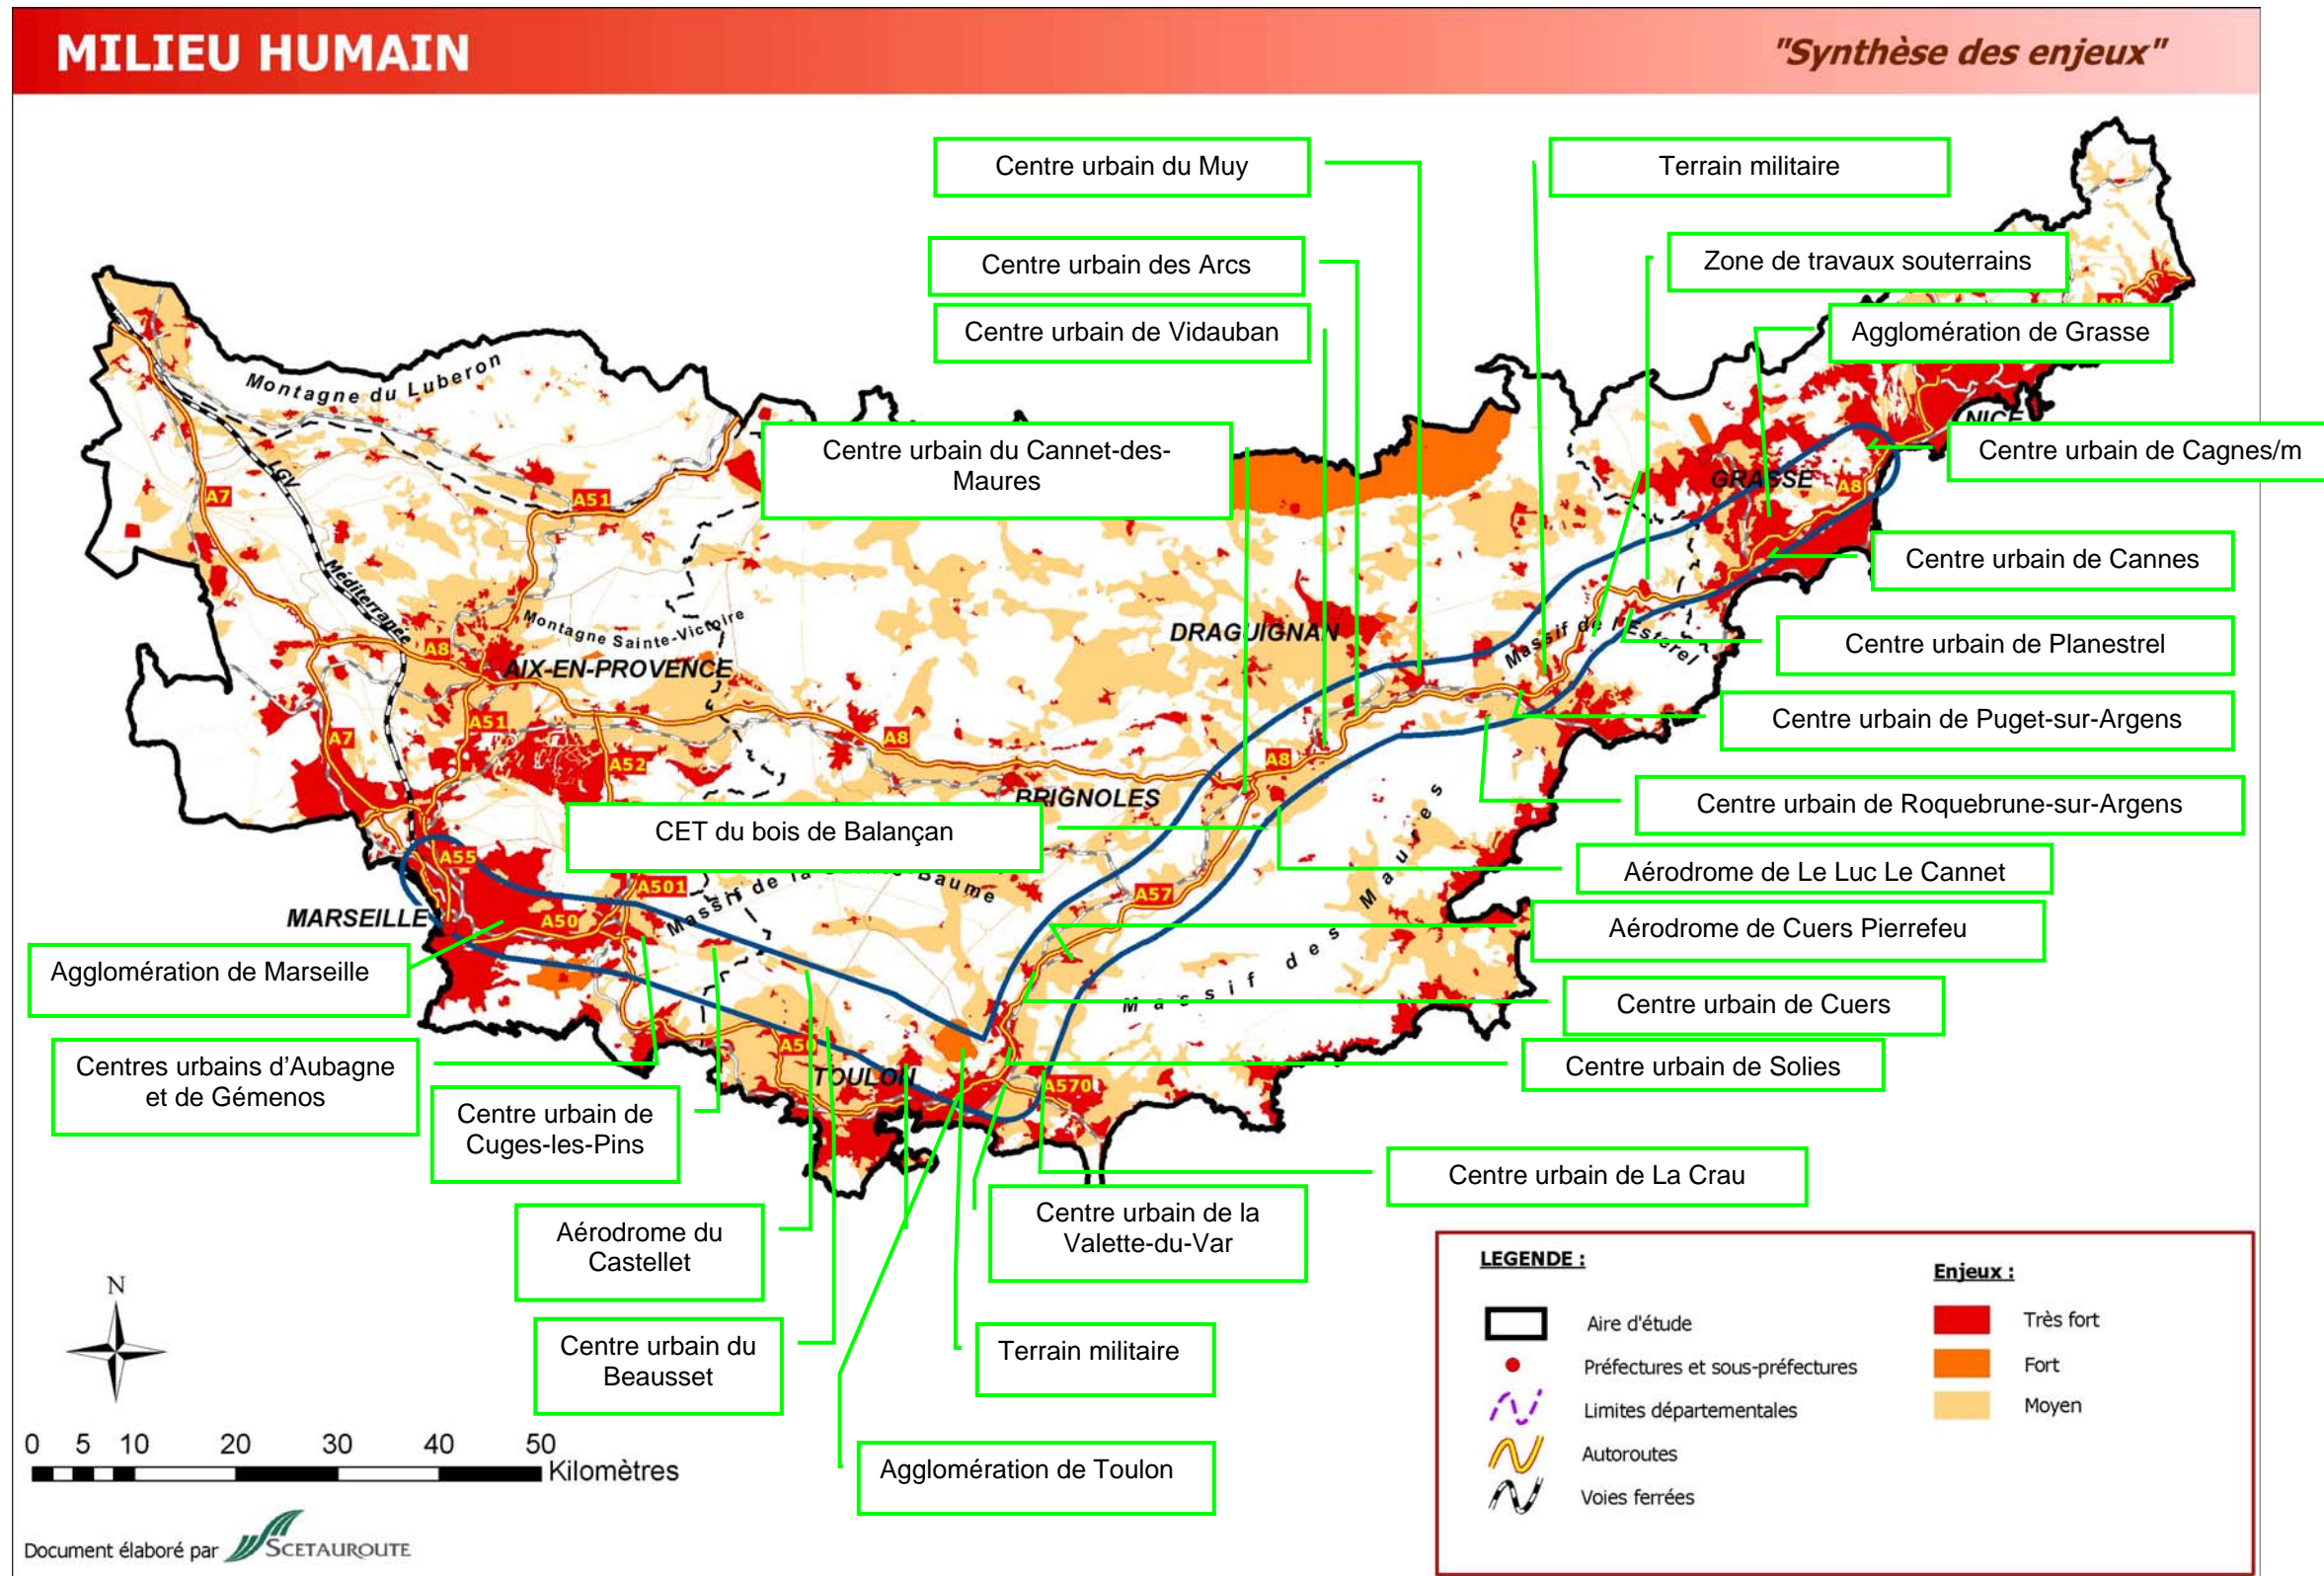 MILIEU HUMAIN
"Synthèse des enjeux"
Centre urbain du Muy
Terrain militaire
Centre urbain des Arcs
Zone de travaux souterrains
Centre urbain de Vidauban
Agglomération de Grasse
Centre urbain du Cannet-des-
Maures
Centre urbain de Cagnes/m
Centre urbain de Cannes
Centre urbain de Planestrel
Centre urbain de Puget-sur-Argens
Centre urbain de Roquebrune-sur-Argens
CET du bois de Balançan
Aérodrome de Le Luc Le Cannet
Aérodrome de Cuers Pierrefeu
Agglomération de Marseille
Centre urbain de Cuers
Centres urbains d'Aubagne
et de Gémenos
Centre urbain de Solies
Centre urbain de
Cuges-les-Pins
Centre urbain de La Crau
Aérodrome du
Castellet
Centre urbain de la
Valette-du-Var
Centre urbain du
Beausset
Terrain militaire
Agglomération de Toulon
Montagne du Luberon
LGV
Méditerranée
A7
A51
A8
Montagne Sainte-Victoire
AIX-EN-PROVENCE
A51
A7
A52
A8
DRAGUIGNAN
Massif de l'Esterel
GRASSE
NICE
A8
A8
BRIGNOLES
A8
A55
A501
A50
MARSEILLE
Massif de la Baume
A57
Massif des Maures
A50
TOULON
A570
N
0 5 10 20 30 40 50
Kilomètres
Document élaboré par SCETAUROUTE
LEGENDE :
Aire d'étude
Préfectures et sous-préfectures
Limites départementales
Autoroutes
Voies ferrées
Enjeux :
Très fort
Fort
Moyen